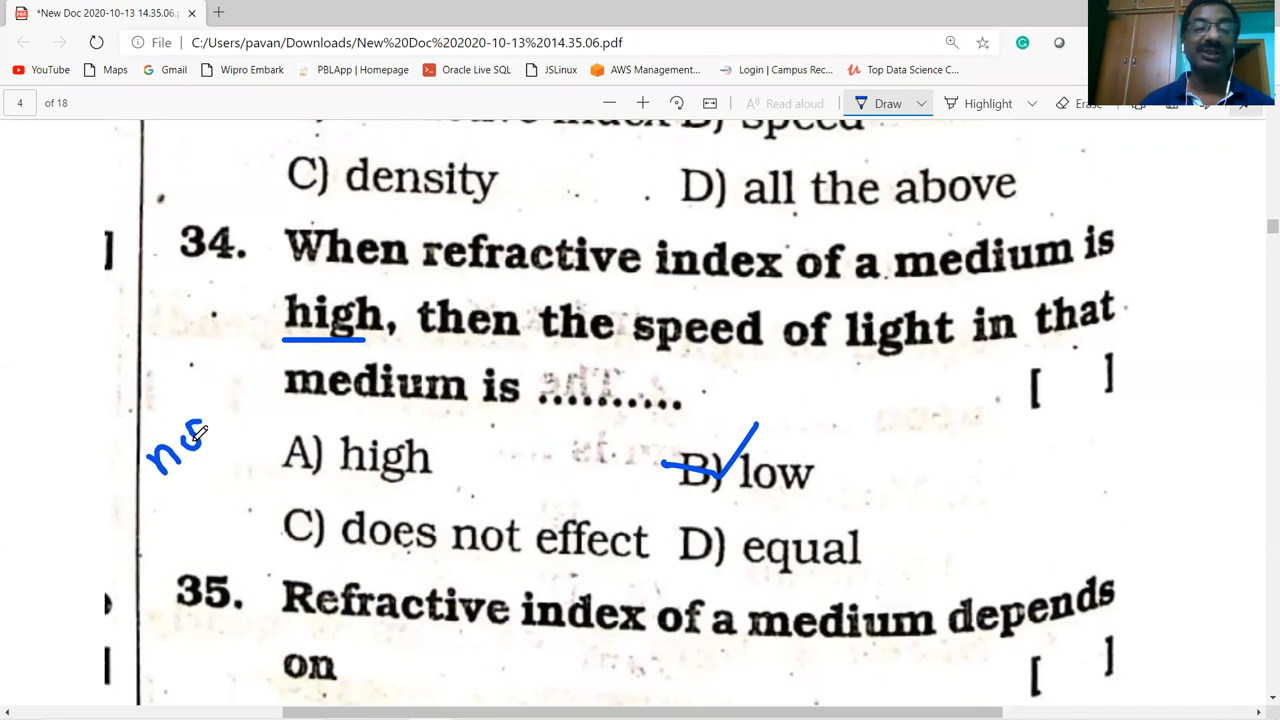 *New Doc 2020-10-13 14.35.06.p
File C:/Users/pavan/Downloads/New%20Doc%202020-10-13%2014.35.06.pdf
YouTube Maps Gmail Wipro Embark PBLApp | Homepage Oracle Live SQL JSLinux AWS Management... Login | Campus Rec... Top Data Science C...
4 of 18 Read aloud Draw Highlight Erase
index B) speed
C) density D) all the above
34. When refractive index of a medium is
high, then the speed of light in that
medium is .......... [ ]
A) high B) low
C) does not effect D) equal
35. Refractive index of a medium depends
on [ ]